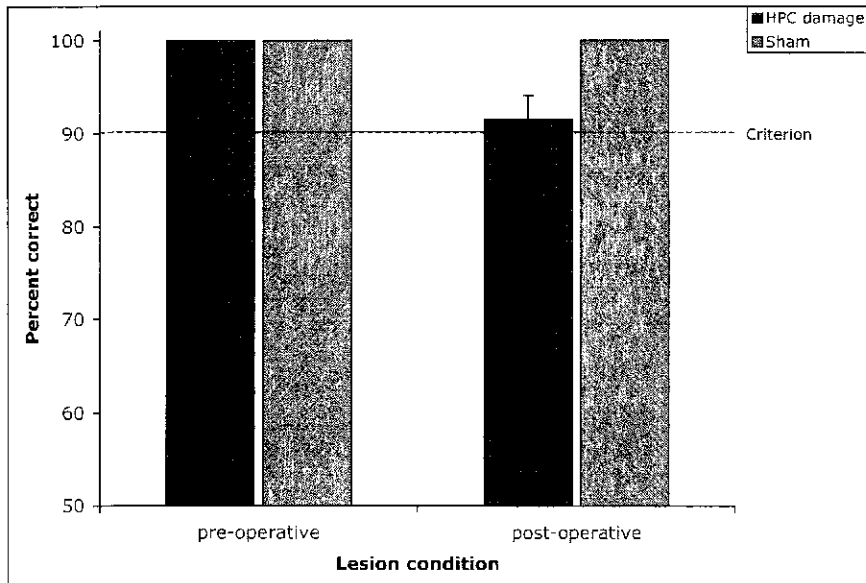 HPC damage
Sham
100
90
80
70
60
50
Percent correct
Criterion
pre-operative
post-operative
Lesion condition